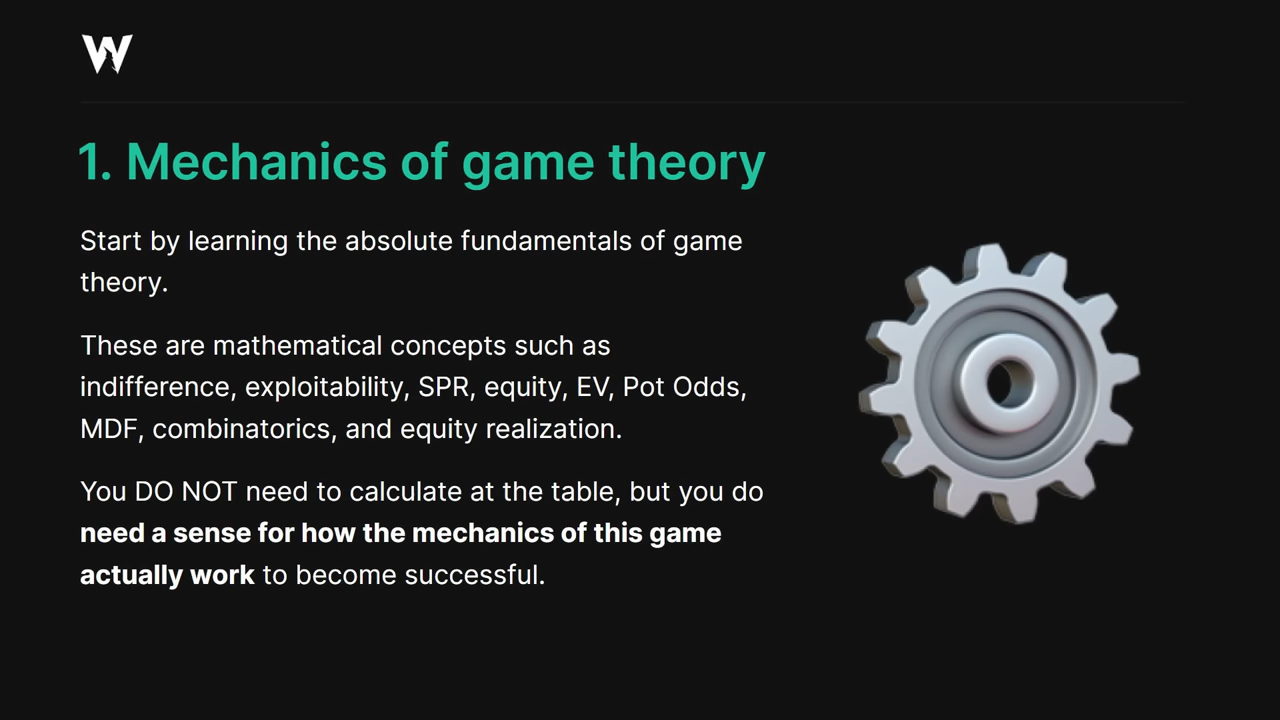 W
1. Mechanics of game theory
Start by learning the absolute fundamentals of game
theory.
These are mathematical concepts such as
indifference, exploitability, SPR, equity, EV, Pot Odds,
MDF, combinatorics, and equity realization.
You DO NOT need to calculate at the table, but you do
need a sense for how the mechanics of this game
actually work to become successful.